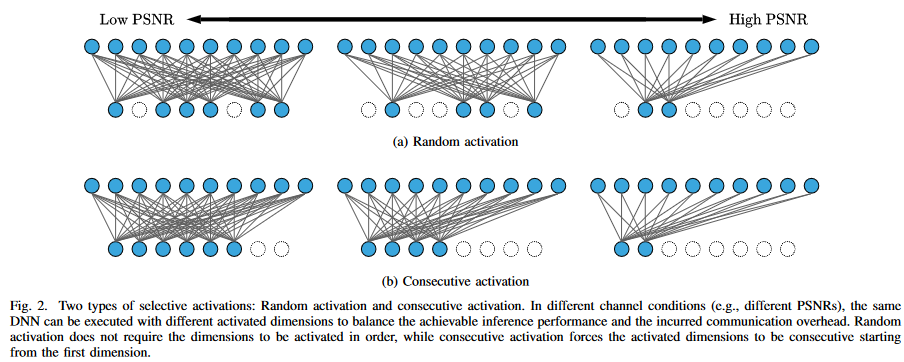 Low PSNR High PSNR
(a) Random activation
(b) Consecutive activation
Fig. 2. Two types of selective activations: Random activation and consecutive activation. In different channel conditions (e.g., different PSNRs), the same
DNN can be executed with different activated dimensions to balance the achievable inference performance and the incurred communication overhead. Random
activation does not require the dimensions to be activated in order, while consecutive activation forces the activated dimensions to be consecutive starting
from the first dimension.